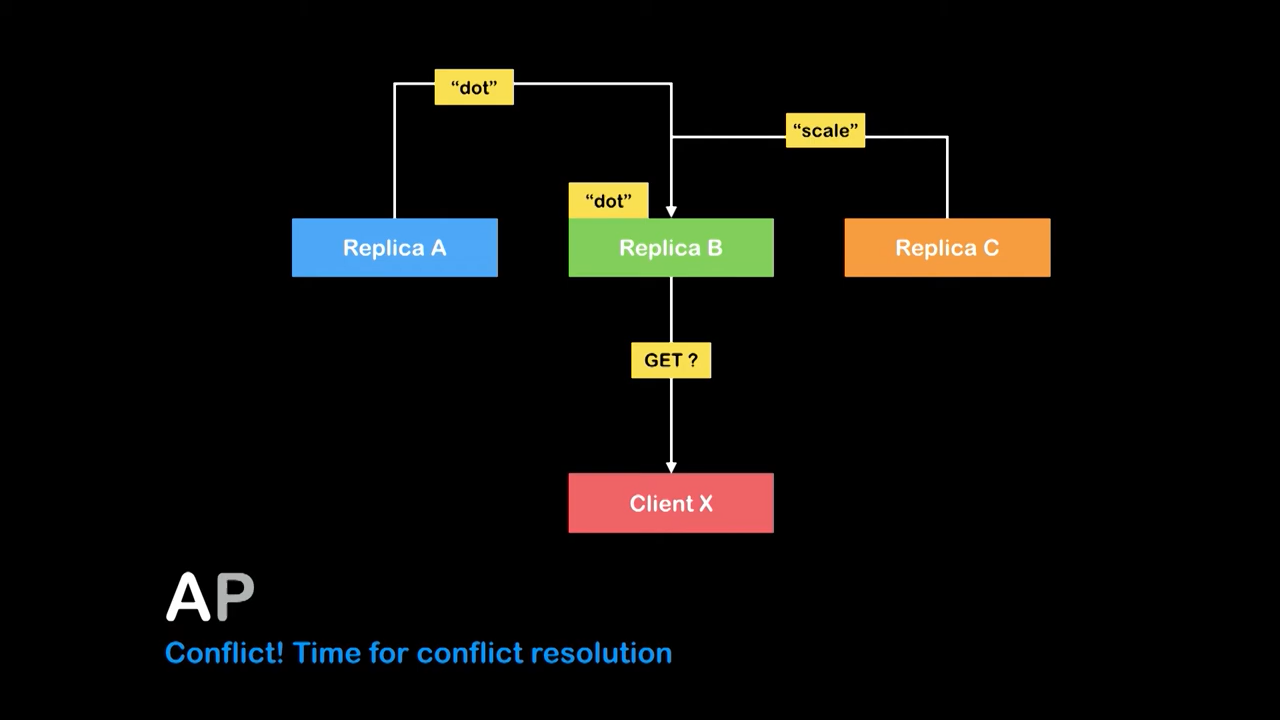 “dot”
“scale”
“dot”
Replica A
Replica B
Replica C
GET ?
Client X
AP
Conflict! Time for conflict resolution